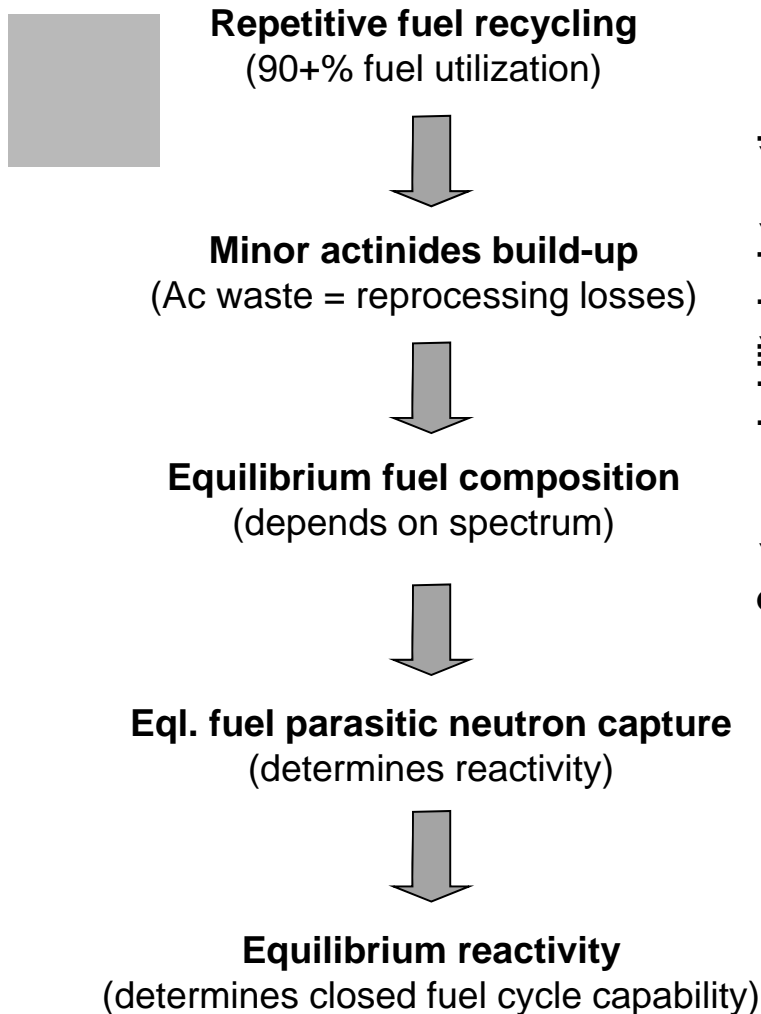 Repetitive fuel recycling
(90+% fuel utilization)
Minor actinides build-up
(Ac waste = reprocessing losses)
Equilibrium fuel composition
(depends on spectrum)
Eql. fuel parasitic neutron capture
(determines reactivity)
Equilibrium reactivity
(determines closed fuel cycle capability)